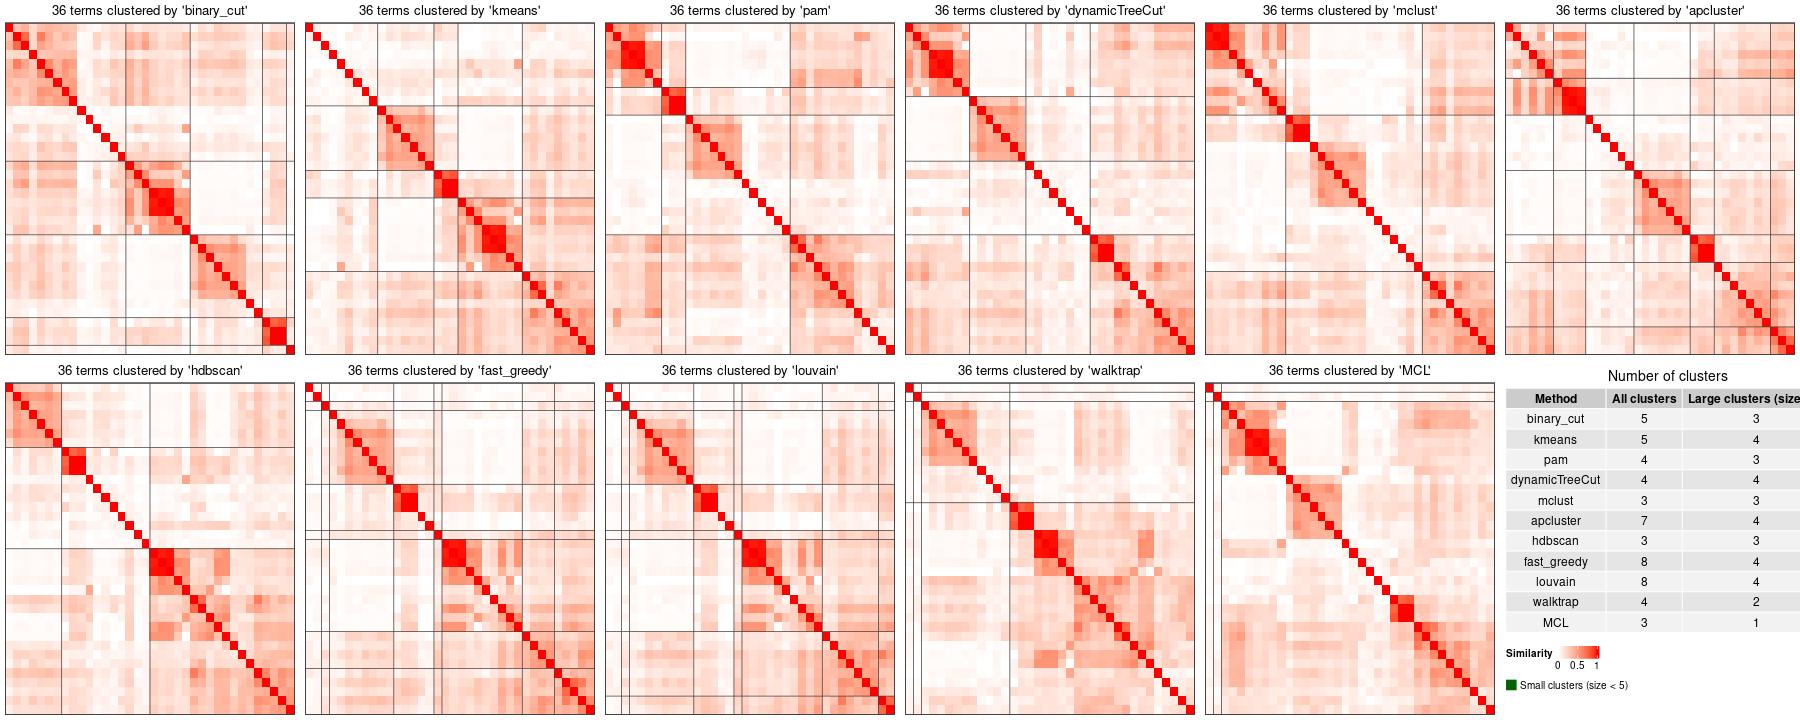 36 terms clustered by 'binary_cut'
36 terms clustered by 'kmeans'
36 terms clustered by 'pam'
36 terms clustered by 'dynamicTreeCut'
36 terms clustered by 'mclust'
36 terms clustered by 'apcluster'
36 terms clustered by 'hdbscan'
36 terms clustered by 'fast_greedy'
36 terms clustered by 'louvain'
36 terms clustered by 'walktrap'
36 terms clustered by 'MCL'
Number of clusters
Method All clusters Large clusters (size
binary_cut 5 3
kmeans 5 4
pam 4 3
dynamicTreeCut 4 4
mclust 3 3
apcluster 7 4
hdbscan 3 3
fast_greedy 8 4
louvain 8 4
walktrap 4 2
MCL 3 1
Similarity
0 0.5 1
Small clusters (size < 5)